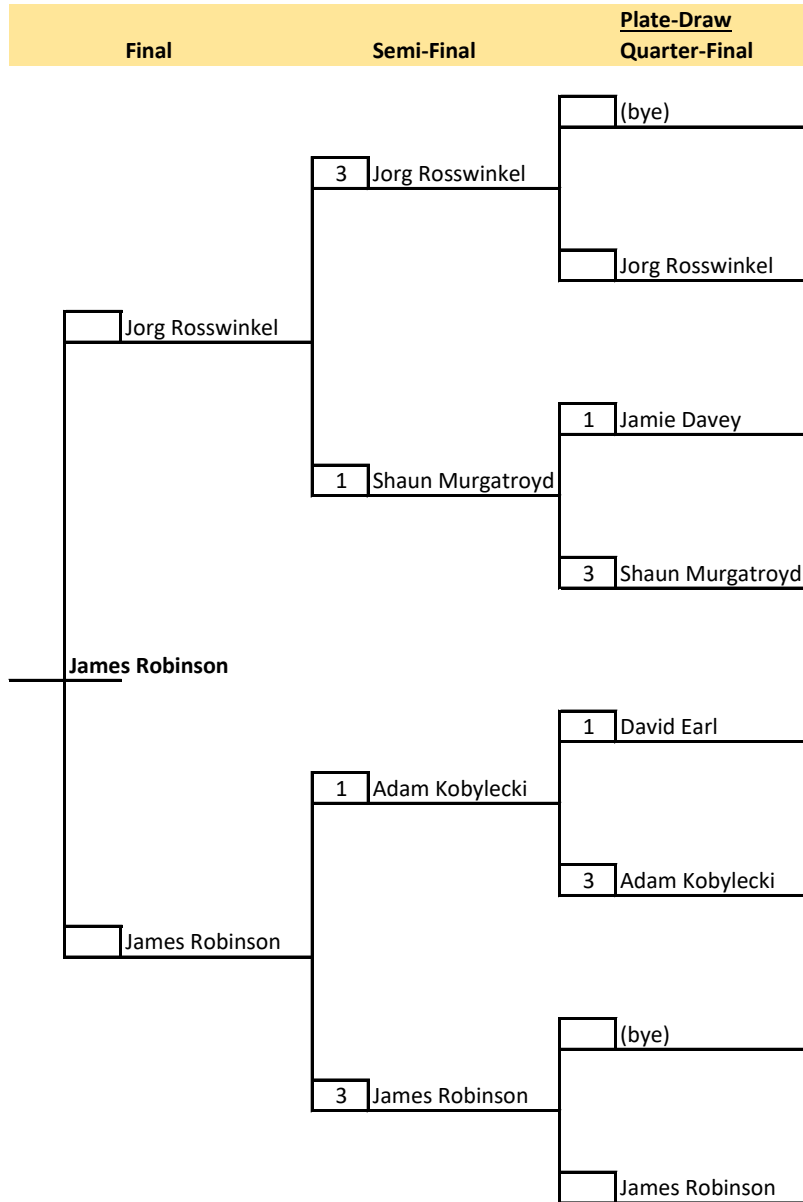 Plate-Draw
Final Semi-Final Quarter-Final
(bye)
3 Jorg Rosswinkel
Jorg Rosswinkel
Jorg Rosswinkel
1 Jamie Davey
1 Shaun Murgatroyd
3 Shaun Murgatroyd
James Robinson
1 David Earl
1 Adam Kobylecki
3 Adam Kobylecki
James Robinson
(bye)
3 James Robinson
James Robinson